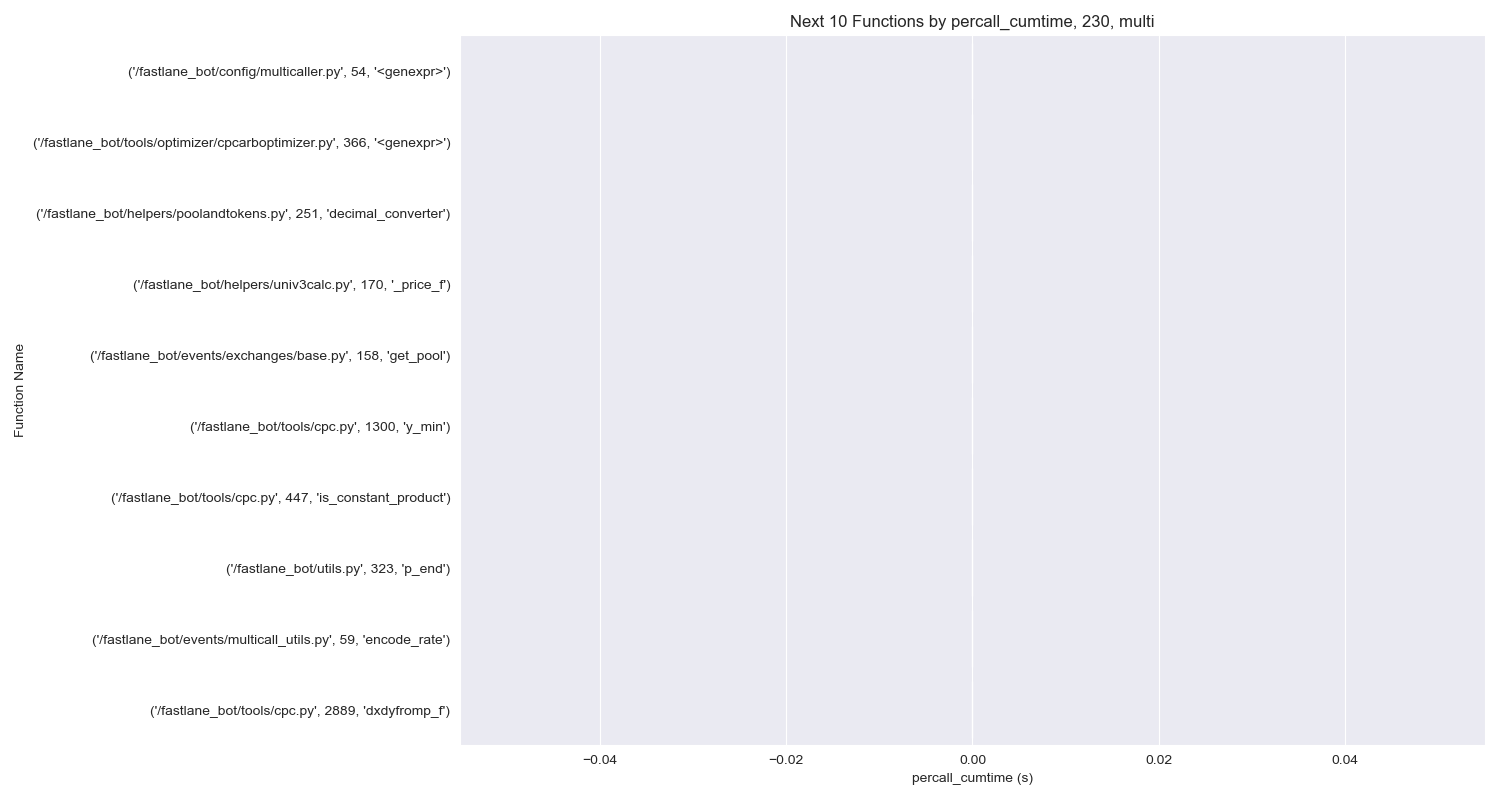 Next 10 Functions by percall_cumtime, 230, multi
('/fastlane_bot/config/multicaller.py', 54, '<genexpr>')
('/fastlane_bot/tools/optimizer/cpcarboptimizer.py', 366, '<genexpr>')
('/fastlane_bot/helpers/poolandtokens.py', 251, 'decimal_converter')
('/fastlane_bot/helpers/univ3calc.py', 170, '_price_f')
('/fastlane_bot/events/exchanges/base.py', 158, 'get_pool')
('/fastlane_bot/tools/cpc.py', 1300, 'y_min')
('/fastlane_bot/tools/cpc.py', 447, 'is_constant_product')
('/fastlane_bot/utils.py', 323, 'p_end')
('/fastlane_bot/events/multicall_utils.py', 59, 'encode_rate')
('/fastlane_bot/tools/cpc.py', 2889, 'dxdyfromp_f')
Function Name
−0.04 −0.02 0.00 0.02 0.04
percall_cumtime (s)